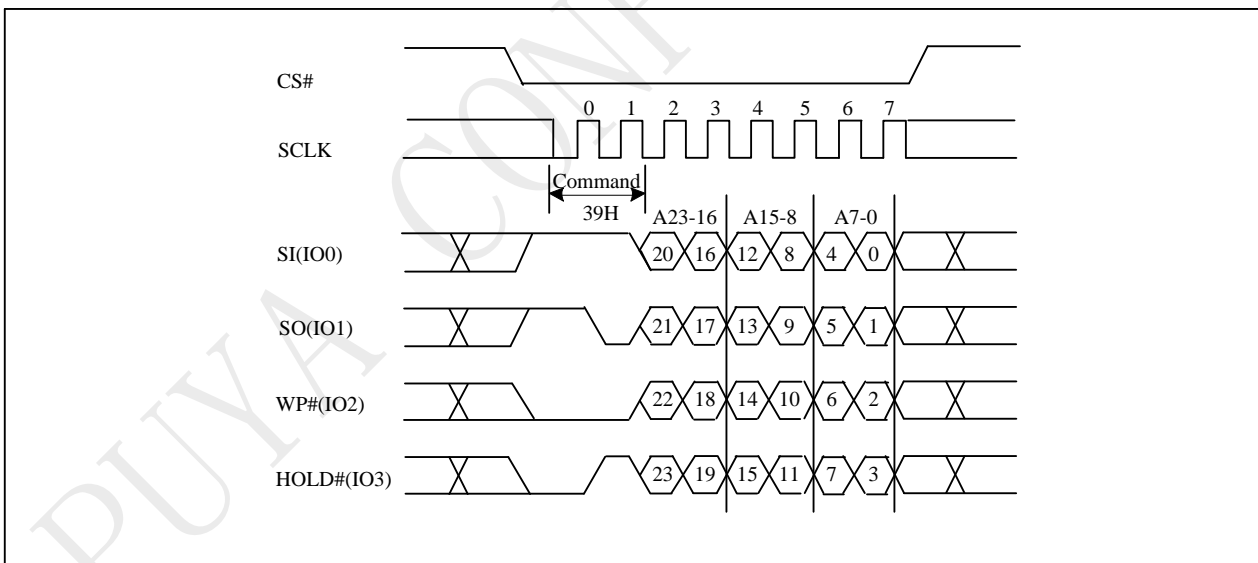 PUYA CONF
CS#
0 1 2 3 4 5 6 7
SCLK
Command
39H
A23-16 A15-8 A7-0
SI(IO0) 20 16 12 8 4 0
SO(IO1) 21 17 13 9 5 1
WP#(IO2) 22 18 14 10 6 2
HOLD#(IO3) 23 19 15 11 7 3